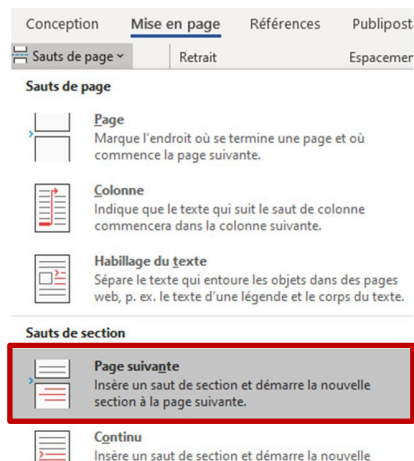 Conception Mise en page Références Publipost
Sauts de page Retrait Espacemen
Sauts de page
Page
Marque l'endroit où se termine une page et où
commence la page suivante.
Colonne
Indique que le texte qui suit le saut de colonne
commencera dans la colonne suivante.
Habillage du texte
Sépare le texte qui entoure les objets dans des pages
web, p. ex. le texte d'une légende et le corps du texte.
Sauts de section
Page suivante
Insère un saut de section et démarre la nouvelle
section à la page suivante.
Continu
Insère un saut de section et démarre la nouvelle